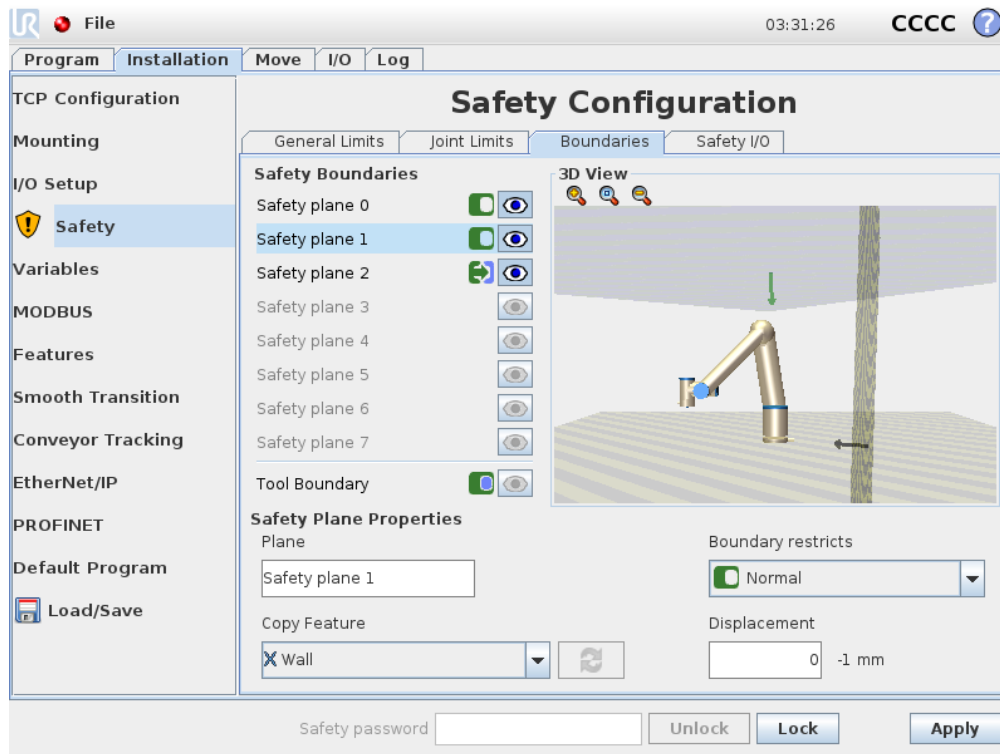 UR File 03:31:26 CCCC ?
Program Installation Move I/O Log
TCP Configuration
Mounting
I/O Setup
Safety
Variables
MODBUS
Features
Smooth Transition
Conveyor Tracking
EtherNet/IP
PROFINET
Default Program
Load/Save
Safety Configuration
General Limits Joint Limits Boundaries Safety I/O
Safety Boundaries
Safety plane 0
Safety plane 1
Safety plane 2
Safety plane 3
Safety plane 4
Safety plane 5
Safety plane 6
Safety plane 7
Tool Boundary
3D View
Safety Plane Properties
Plane
Safety plane 1
Boundary restricts
Normal
Copy Feature
Wall
Displacement
0 -1 mm
Safety password Unlock Lock Apply